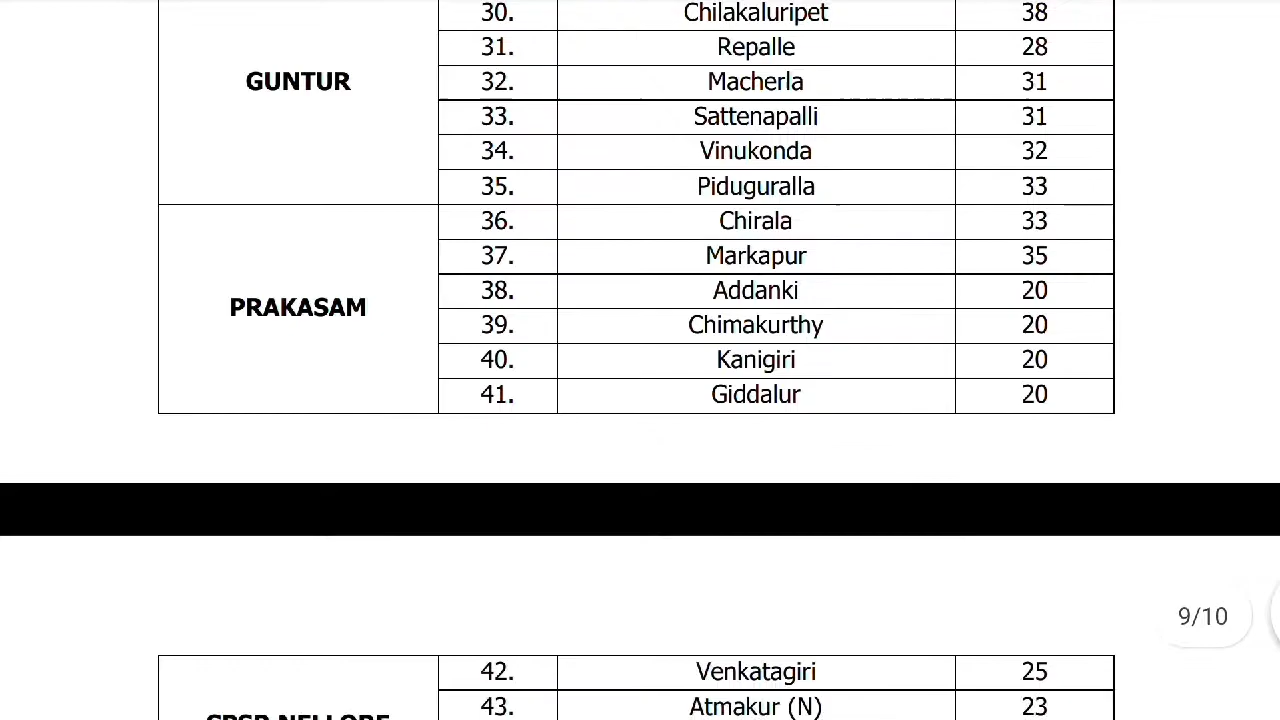 30. Chilakaluripet 38
31. Repalle 28
GUNTUR 32. Macherla 31
33. Sattenapalli 31
34. Vinukonda 32
35. Piduguralla 33
36. Chirala 33
37. Markapur 35
PRAKASAM 38. Addanki 20
39. Chimakurthy 20
40. Kanigiri 20
41. Giddalur 20
9/10
42. Venkatagiri 25
43. Atmakur (N) 23
SPSR NELLORE